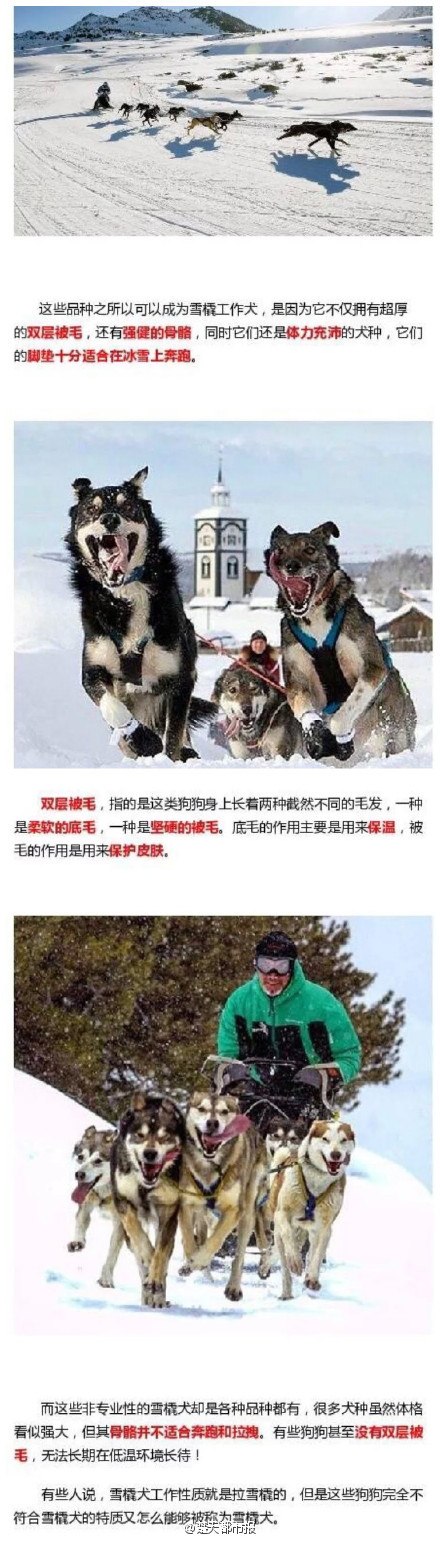 这些品种之所以可以成为雪橇工作犬，是因为它不仅拥有超厚
的双层被毛，还有强健的骨骼，同时它们还是体力充沛的犬种，它们
的脚垫十分适合在冰雪上奔跑。
双层被毛，指的是这类狗狗身上长着两种截然不同的毛发，一种
是柔软的底毛，一种是坚硬的被毛。底毛的作用主要是用来保温，被
毛的作用是用来保护皮肤。
而这些非专业性的雪橇犬却是各种品种都有，很多犬种虽然体格
看似强大，但其骨骼并不适合奔跑和拉拽。有些狗狗甚至没有双层被
毛，无法长期在低温环境长待！
有些人说，雪橇犬工作性质就是拉雪橇的，但是这些狗狗完全不
符合雪橇犬的特质又怎么能够被称为雪橇犬。
@楚天都市报